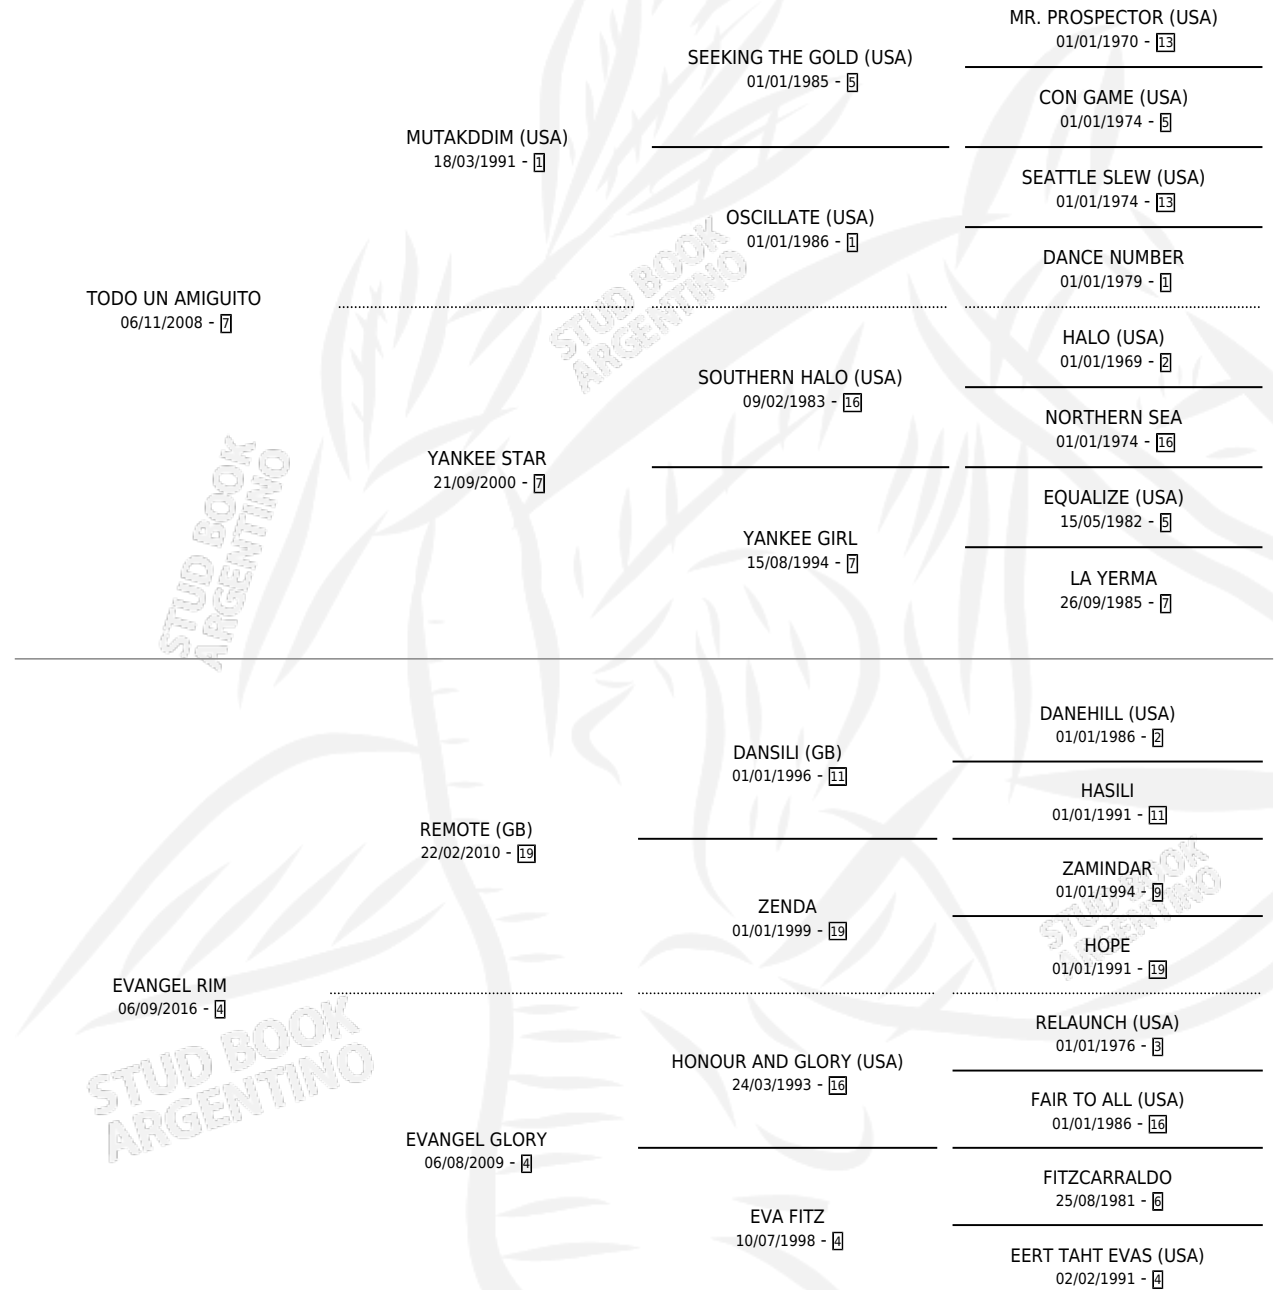 MR. PROSPECTOR (USA)
01/01/1970 - 13
SEEKING THE GOLD (USA)
01/01/1985 - 5
CON GAME (USA)
01/01/1974 - 5
MUTAKDDIM (USA)
18/03/1991 - 1
SEATTLE SLEW (USA)
01/01/1974 - 13
OSCILLATE (USA)
01/01/1986 - 1
DANCE NUMBER
01/01/1979 - 1
TODO UN AMIGUITO
06/11/2008 - 7
HALO (USA)
01/01/1969 - 2
SOUTHERN HALO (USA)
09/02/1983 - 16
NORTHERN SEA
01/01/1974 - 16
YANKEE STAR
21/09/2000 - 7
EQUALIZE (USA)
15/05/1982 - 5
YANKEE GIRL
15/08/1994 - 7
LA YERMA
26/09/1985 - 7
DANEHILL (USA)
01/01/1986 - 2
DANSILI (GB)
01/01/1996 - 11
HASILI
01/01/1991 - 11
REMOTE (GB)
22/02/2010 - 19
ZAMINDAR
01/01/1994 - 9
ZENDA
01/01/1999 - 19
HOPE
01/01/1991 - 19
EVANGEL RIM
06/09/2016 - 4
RELAUNCH (USA)
01/01/1976 - 3
HONOUR AND GLORY (USA)
24/03/1993 - 16
FAIR TO ALL (USA)
01/01/1986 - 16
EVANGEL GLORY
06/08/2009 - 4
FITZCARRALDO
25/08/1981 - 6
EVA FITZ
10/07/1998 - 4
EERT TAHT EVAS (USA)
02/02/1991 - 4
STUD BOOK
ARGENTINO
STUD BOOK
ARGENTINO
STUD BOOK
ARGENTINO
STUD BOOK
ARGENTINO